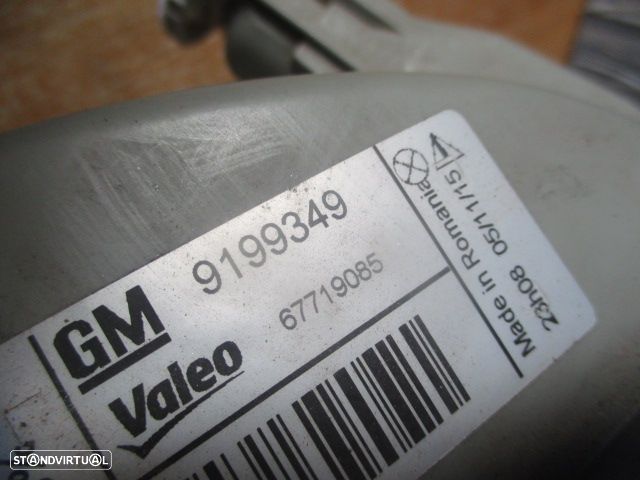 GM 9199349
Valeo 67719085
Made in Romania
23h08 05/11/15
STANDVIRTUAL